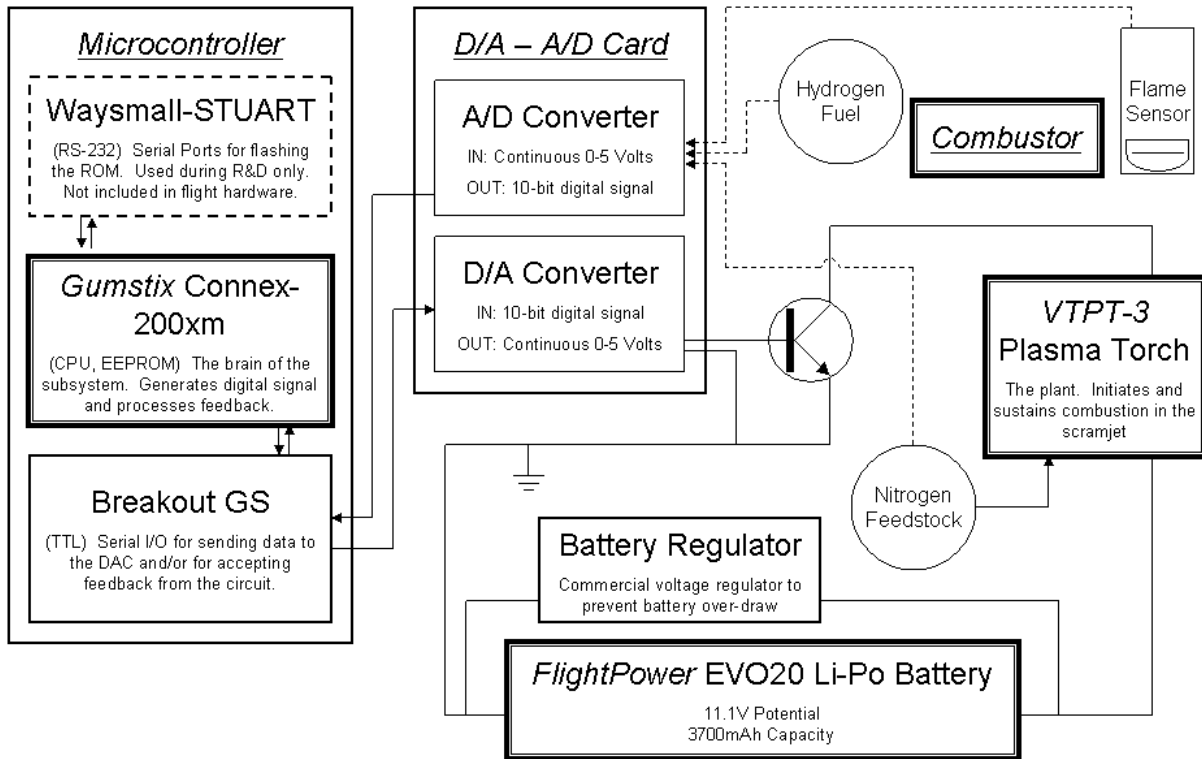 Microcontroller
Waysmall-STUART
(RS-232) Serial Ports for flashing
the ROM. Used during R&D only.
Not included in flight hardware.
Gumstix Connex-
200xm
(CPU, EEPROM) The brain of the
subsystem. Generates digital signal
and processes feedback.
Breakout GS
(TTL) Serial I/O for sending data to
the DAC and/or for accepting
feedback from the circuit.
D/A – A/D Card
A/D Converter
IN: Continuous 0-5 Volts
OUT: 10-bit digital signal
D/A Converter
IN: 10-bit digital signal
OUT: Continuous 0-5 Volts
Hydrogen
Fuel
Combustor
Flame
Sensor
VTPT-3
Plasma Torch
The plant. Initiates and
sustains combustion in the
scramjet
Nitrogen
Feedstock
Battery Regulator
Commercial voltage regulator to
prevent battery over-draw
FlightPower EVO20 Li-Po Battery
11.1V Potential
3700mAh Capacity